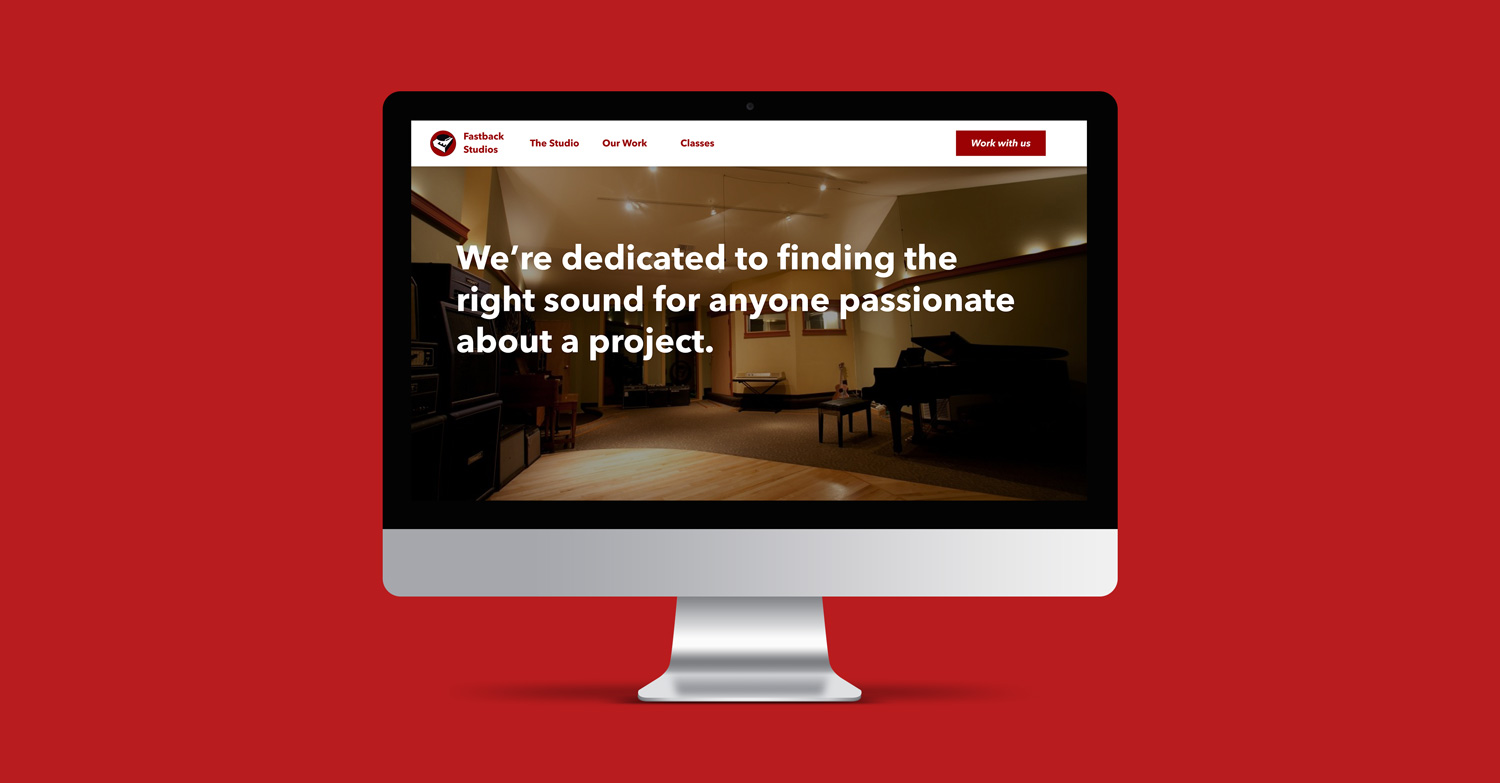 Fastback
Studios
The Studio
Our Work
Classes
Work with us
We’re dedicated to finding the
right sound for anyone passionate
about a project.